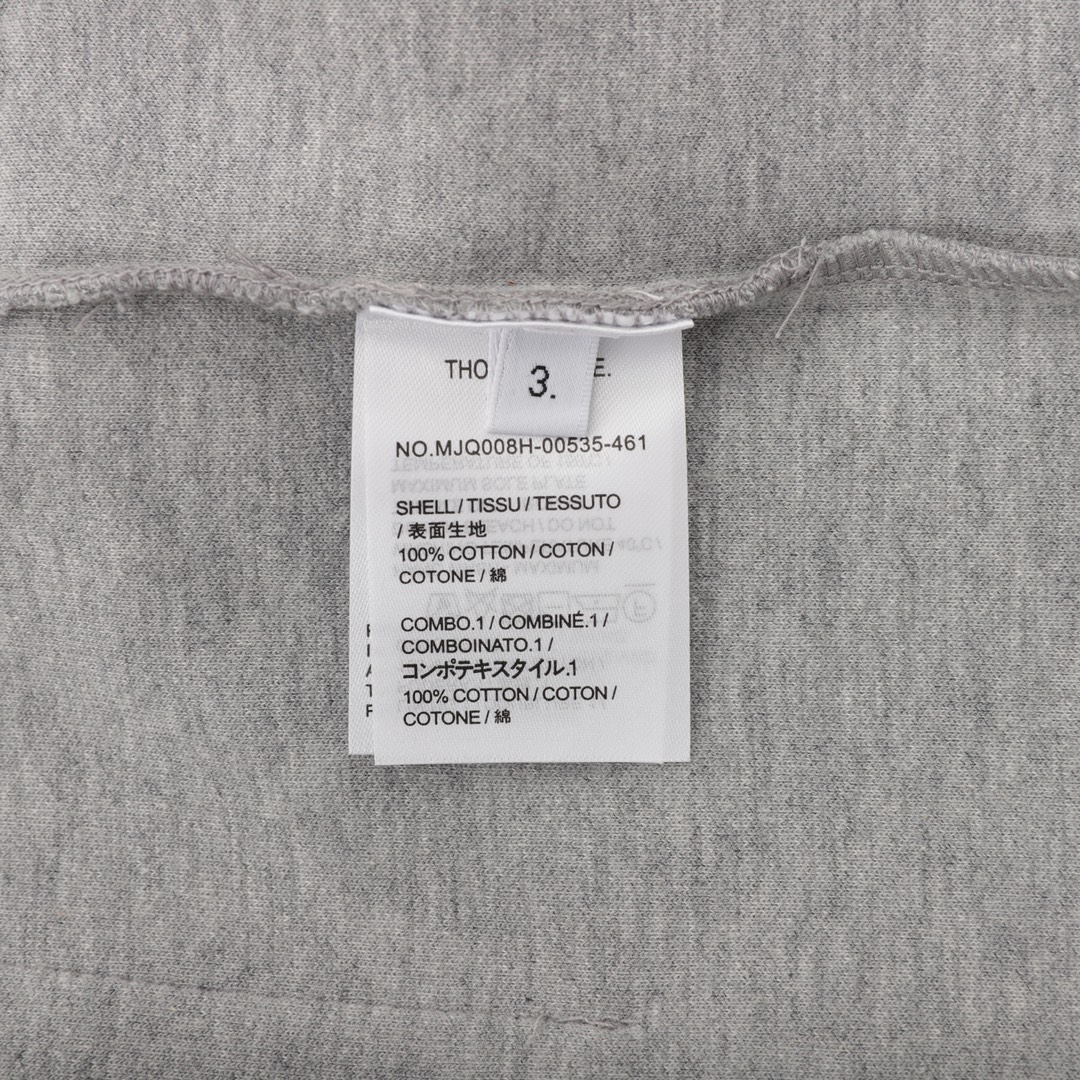 THO E.
3.
NO.MJQ008H-00535-461
SHELL / TISSU / TESSUTO
/ 表面生地
100% COTTON / COTON /
COTONE / 綿
COMBO.1 / COMBINÉ.1 /
COMBOINATO.1 /
コンポテキスタイル.1
100% COTTON / COTON /
COTONE / 綿